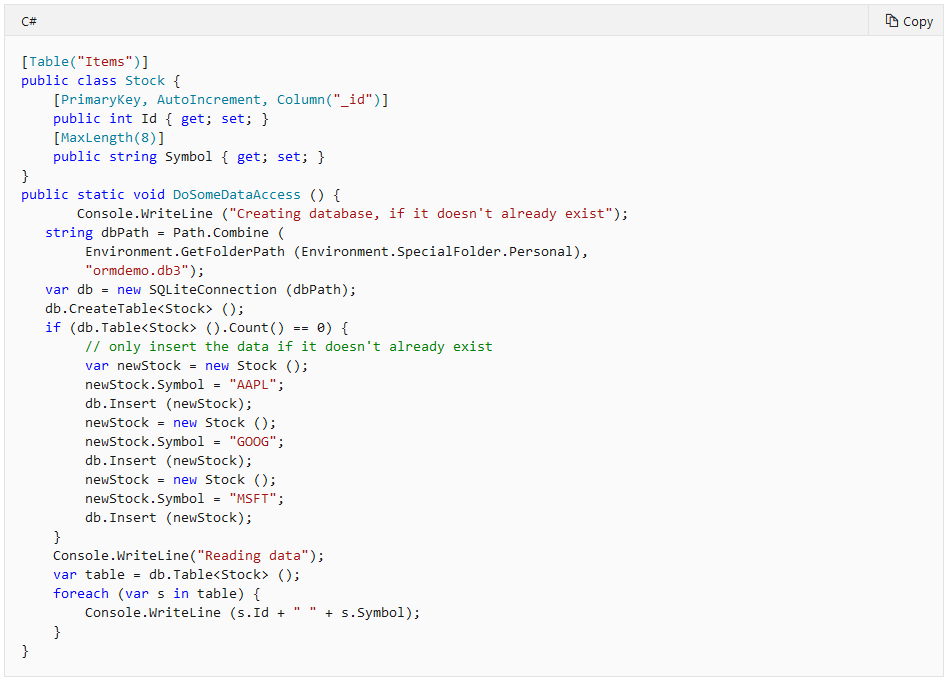 C#
Copy
[Table("Items")]
public class Stock {
    [PrimaryKey, AutoIncrement, Column("_id")]
    public int Id { get; set; }
    [MaxLength(8)]
    public string Symbol { get; set; }
}
public static void DoSomeDataAccess () {
       Console.WriteLine ("Creating database, if it doesn't already exist");
   string dbPath = Path.Combine (
        Environment.GetFolderPath (Environment.SpecialFolder.Personal),
        "ormdemo.db3");
   var db = new SQLiteConnection (dbPath);
   db.CreateTable<Stock> ();
   if (db.Table<Stock> ().Count() == 0) {
        // only insert the data if it doesn't already exist
        var newStock = new Stock ();
        newStock.Symbol = "AAPL";
        db.Insert (newStock);
        newStock = new Stock ();
        newStock.Symbol = "GOOG";
        db.Insert (newStock);
        newStock = new Stock ();
        newStock.Symbol = "MSFT";
        db.Insert (newStock);
    }
    Console.WriteLine("Reading data");
    var table = db.Table<Stock> ();
    foreach (var s in table) {
        Console.WriteLine (s.Id + " " + s.Symbol);
    }
}